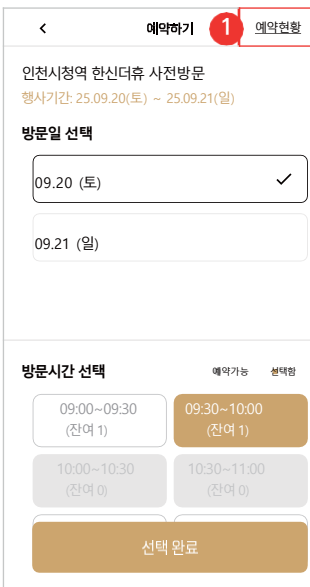 < 예약하기 1 예약현황
인천시청역 한신더휴 사전방문
행사기간: 25.09.20(토) ~ 25.09.21(일)
방문일 선택
09.20 (토)
09.21 (일)
방문시간 선택 예약가능 선택함
09:00~09:30 09:30~10:00
(잔여 1) (잔여 1)
10:00~10:30 10:30~11:00
(잔여 0) (잔여 0)
선택 완료